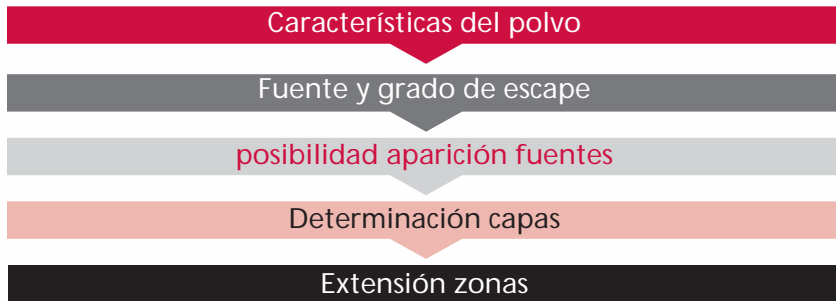 Características del polvo
Fuente y grado de escape
posibilidad aparición fuentes
Determinación capas
Extensión zonas